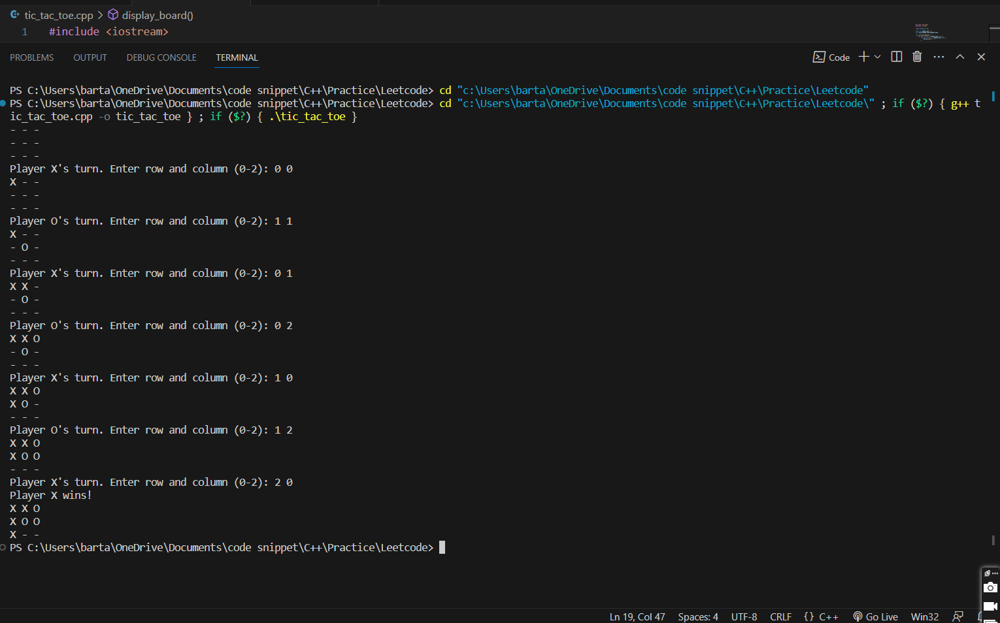 tic_tac_toe.cpp > display_board()
1 #include <iostream>
PROBLEMS OUTPUT DEBUG CONSOLE TERMINAL Code
PS C:\Users\barta\OneDrive\Documents\code snippet\C++\Practice\Leetcode> cd "c:\Users\barta\OneDrive\Documents\code snippet\C++\Practice\Leetcode"
PS C:\Users\barta\OneDrive\Documents\code snippet\C++\Practice\Leetcode> cd "c:\Users\barta\OneDrive\Documents\code snippet\C++\Practice\Leetcode\" ; if ($?) { g++ t
ic_tac_toe.cpp -o tic_tac_toe } ; if ($?) { .\tic_tac_toe }
- - -
- - -
- - -
Player X's turn. Enter row and column (0-2): 0 0
X - -
- - -
- - -
Player O's turn. Enter row and column (0-2): 1 1
X - -
- O -
- - -
Player X's turn. Enter row and column (0-2): 0 1
X X -
- O -
- - -
Player O's turn. Enter row and column (0-2): 0 2
X X O
- O -
- - -
Player X's turn. Enter row and column (0-2): 1 0
X X O
X O -
- - -
Player O's turn. Enter row and column (0-2): 1 2
X X O
X O O
- - -
Player X's turn. Enter row and column (0-2): 2 0
Player X wins!
X X O
X O O
X - -
PS C:\Users\barta\OneDrive\Documents\code snippet\C++\Practice\Leetcode>
Ln 19, Col 47 Spaces: 4 UTF-8 CRLF {} C++ Go Live Win32